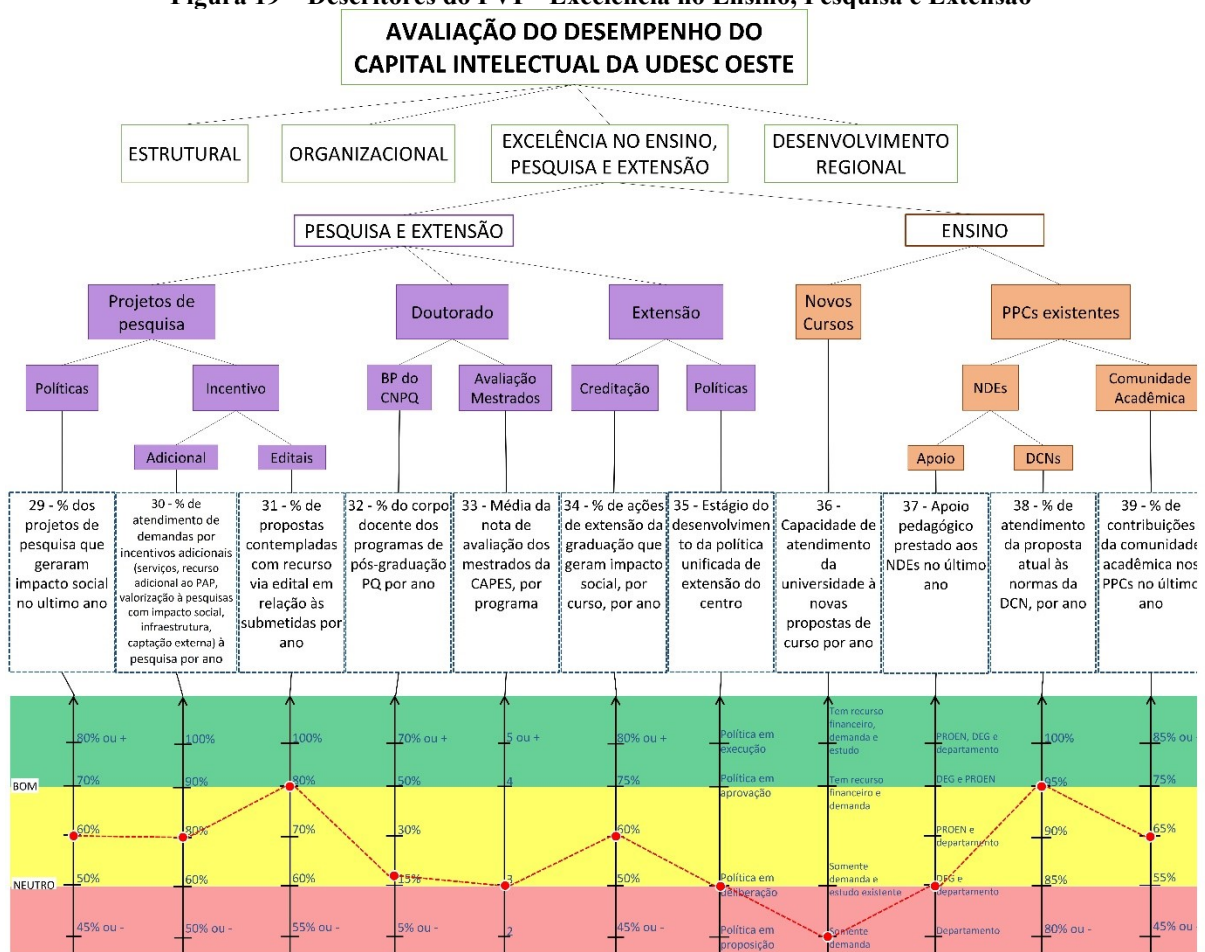 Figura 19 – Descritores do PVF - Excelência no Ensino, Pesquisa e Extensão
AVALIAÇÃO DO DESEMPENHO DO
CAPITAL INTELECTUAL DA UDESC OESTE
ESTRUTURAL
ORGANIZACIONAL
EXCELÊNCIA NO ENSINO,
PESQUISA E EXTENSÃO
DESENVOLVIMENTO
REGIONAL
PESQUISA E EXTENSÃO
ENSINO
Projetos de
pesquisa
Doutorado
Extensão
Novos
Cursos
PPCs existentes
Políticas
Incentivo
BP do
CNPQ
Avaliação
Mestrados
Creditação
Políticas
NDEs
Comunidade
Acadêmica
Adicional
Editais
Apoio
DCNs
29 - % dos
projetos de
pesquisa que
geraram
impacto social
no ultimo ano
30 - % de
atendimento de
demandas por
incentivos adicionais
(serviços, recurso
adicional ao PAP,
valorização à pesquisas
com impacto social,
infraestrutura,
captação externa) à
pesquisa por ano
31 - % de
propostas
contempladas
com recurso
via edital em
relação às
submetidas por
ano
32 - % do corpo
docente dos
programas de
pós-graduação
PQ por ano
33 - Média da
nota de
avaliação dos
mestrados da
CAPES, por
programa
34 - % de ações
de extensão da
graduação que
geram impacto
social, por
curso, por ano
35 - Estágio do
desenvolvimen
to da política
unificada de
extensão do
centro
36 -
Capacidade de
atendimento
da
universidade à
novas
propostas de
curso por ano
37 - Apoio
pedagógico
prestado aos
NDEs no último
ano
38 - % de
atendimento
da proposta
atual às
normas da
DCN, por ano
39 - % de
contribuições
da comunidade
acadêmica nos
PPCs no último
ano
80% ou +
100%
100%
70% ou +
5 ou +
80% ou +
Política em
execução
Tem recurso
financeiro,
demanda e
estudo
PROEN, DEG e
departamento
100%
85% ou
BOM
70%
90%
80%
50%
4
75%
Política em
aprovação
Tem recurso
financeiro e
demanda
DEG e PROEN
95%
75%
60%
80%
70%
30%
60%
PROEN e
departamento
90%
65%
NEUTRO
50%
60%
60%
15%
3
50%
Política em
deliberação
Somente
demanda e
estudo existente
DEG e
departamento
85%
55%
45% ou -
50% ou -
55% ou -
5% ou -
2
45% ou -
Política em
proposição
Somente
demanda
Departamento
80% ou -
45% ou